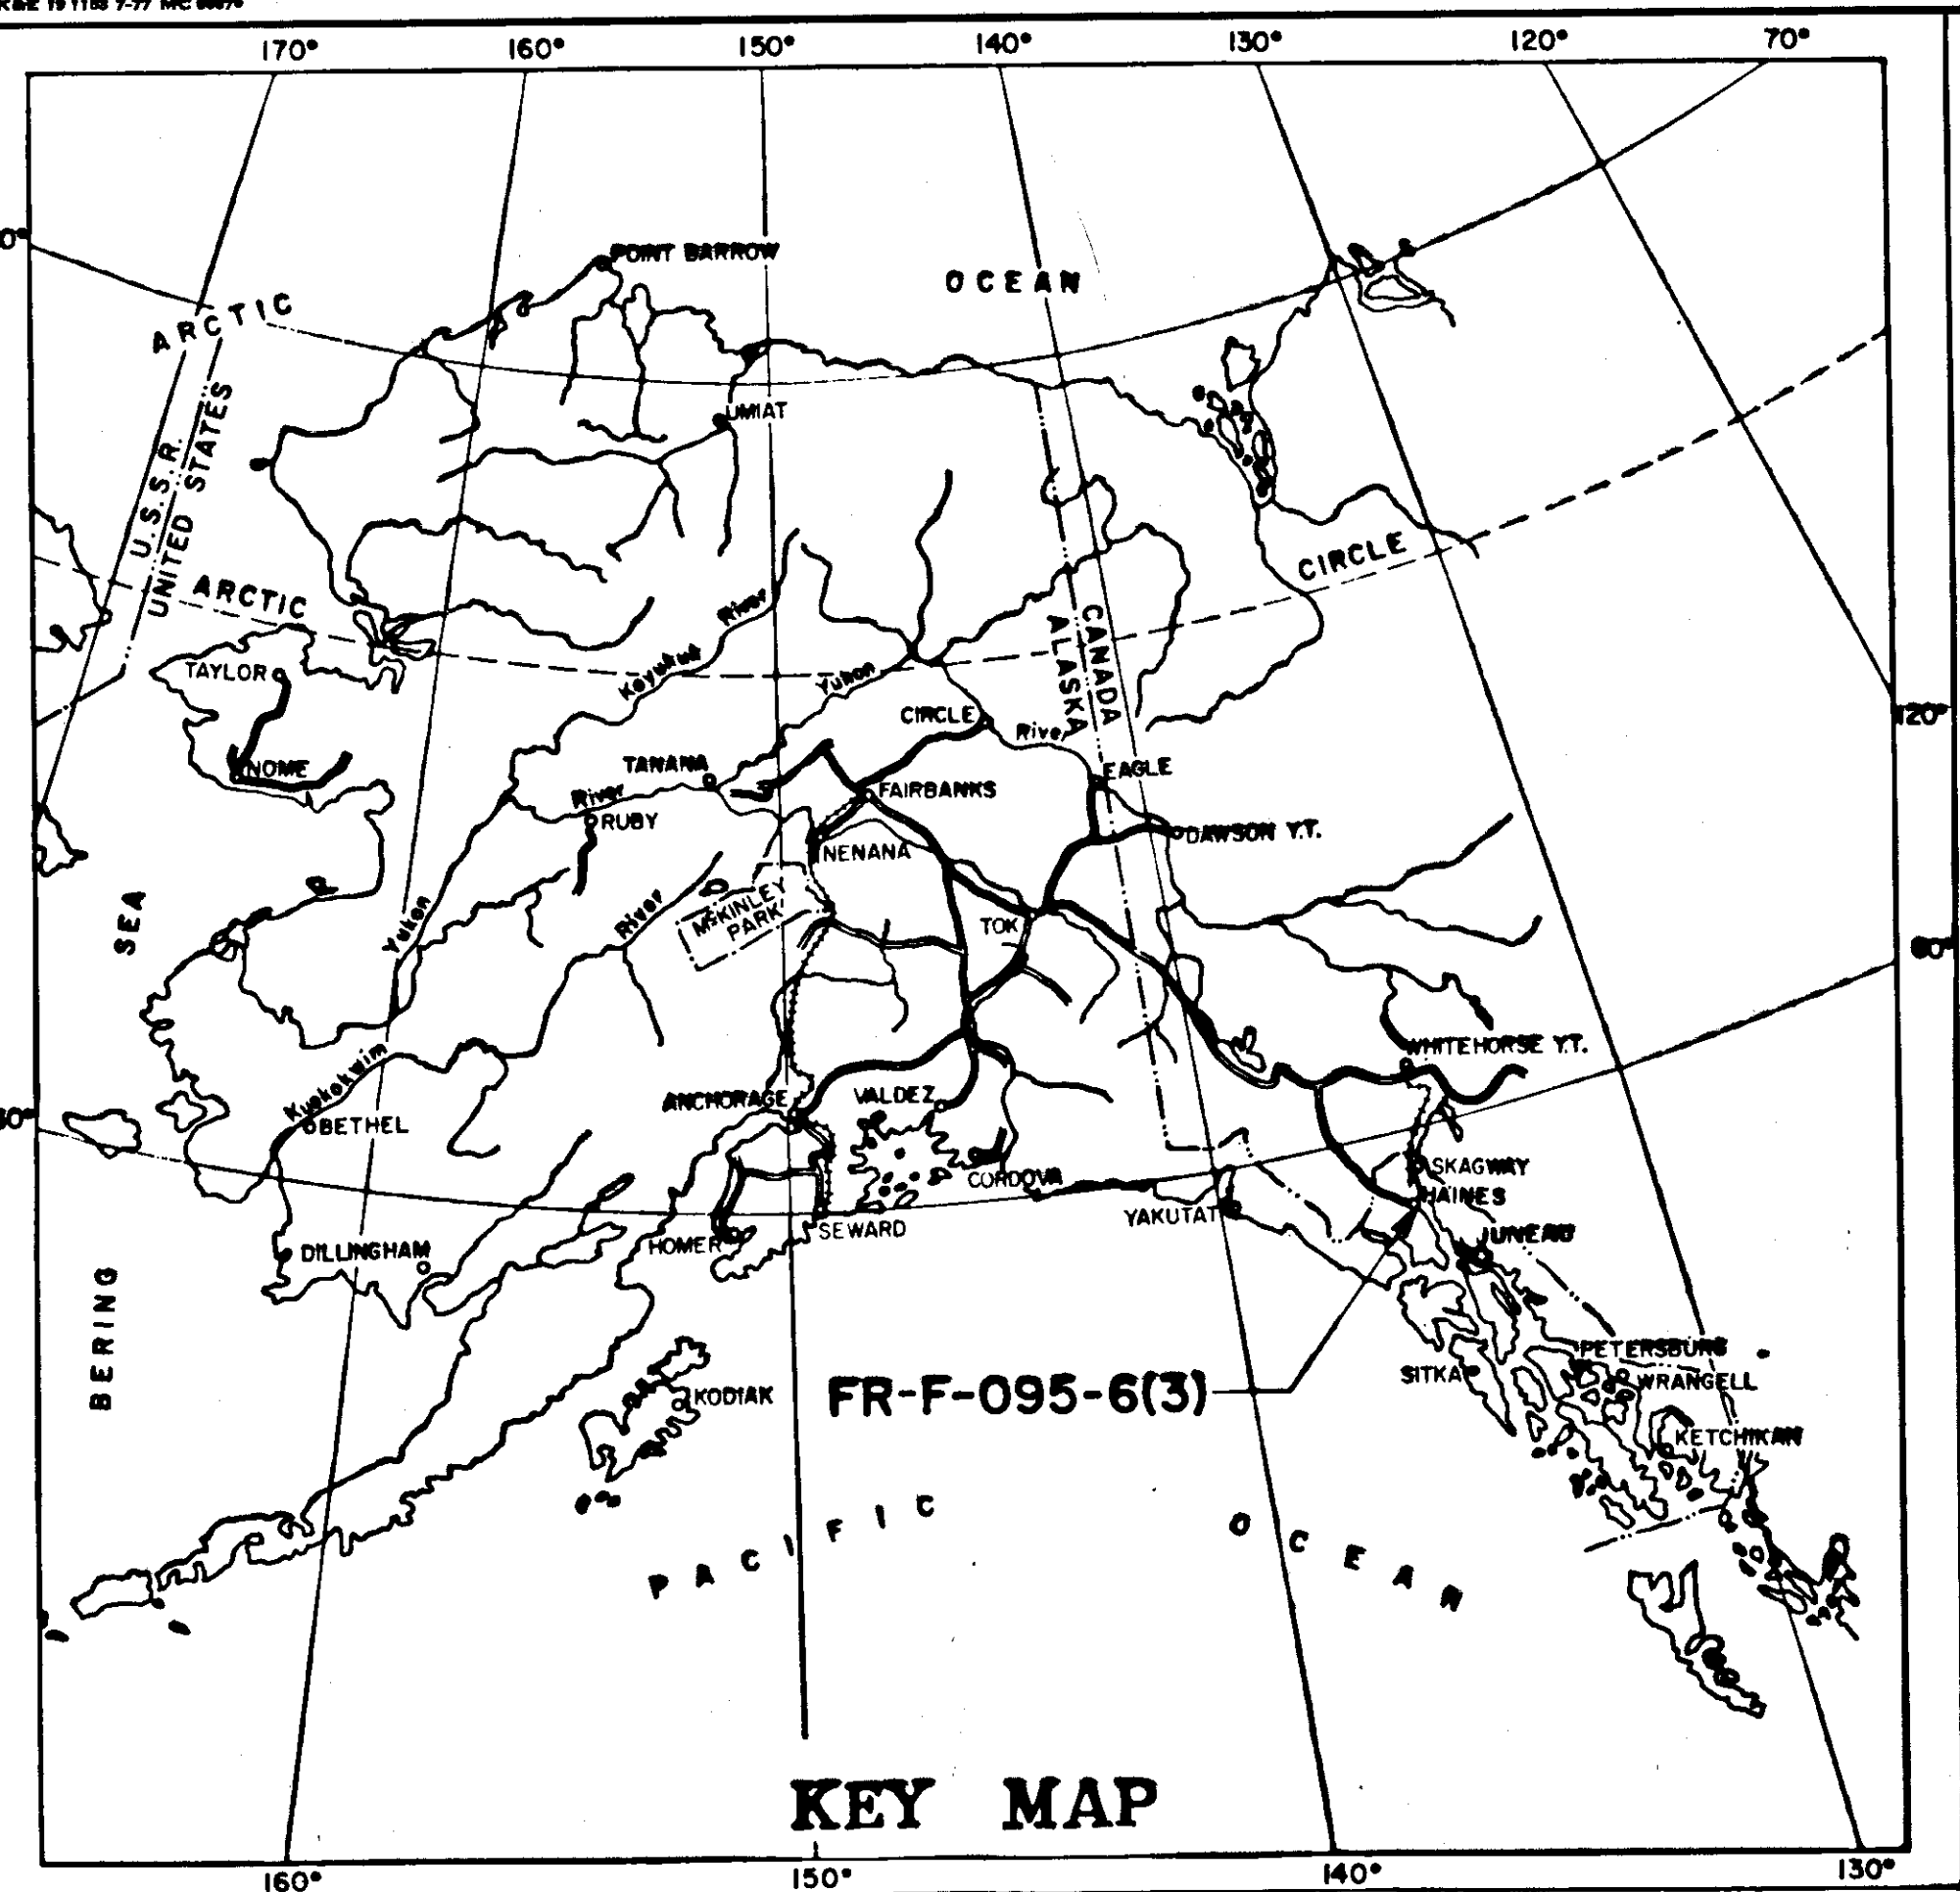 170° 160° 150° 140° 130° 120° 70°
POINT BARROW
OCEAN
ARCTIC
UMIAT
U.S.S.R.
UNITED STATES
ARCTIC
CIRCLE
River
Koyukuk
Yukon
CANADA
ALASKA
TAYLOR
CIRCLE
River
120°
NOME
TANANA
EAGLE
FAIRBANKS
River
RUBY
DAWSON Y.T.
NENANA
McKINLEY
PARK
River
Yukon
SEA
TOK
60°
WHITEHORSE Y.T.
Kuskokwim
ANCHORAGE
VALDEZ
BETHEL
SKAGWAY
CORDOVA
HAINES
YAKUTAT
SEWARD
HOMER
JUNEAU
DILLINGHAM
BERING
PETERSBURG
SITKA
WRANGELL
KODIAK
FR-F-095-6(3)
KETCHIKAN
PACIFIC
OCEAN
KEY MAP
160° 150° 140° 130°